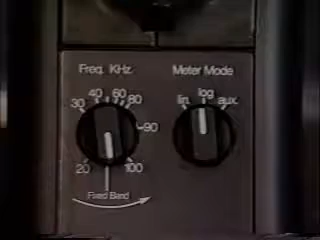 Freq. KHz.
Meter Mode
40 60
80
30
90
20
100
Fixed Band
log
lin.
aux.